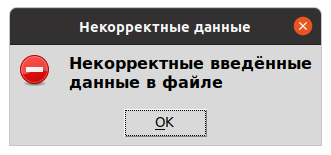 Некорректные данные
Некорректные введённые
данные в файле
OK